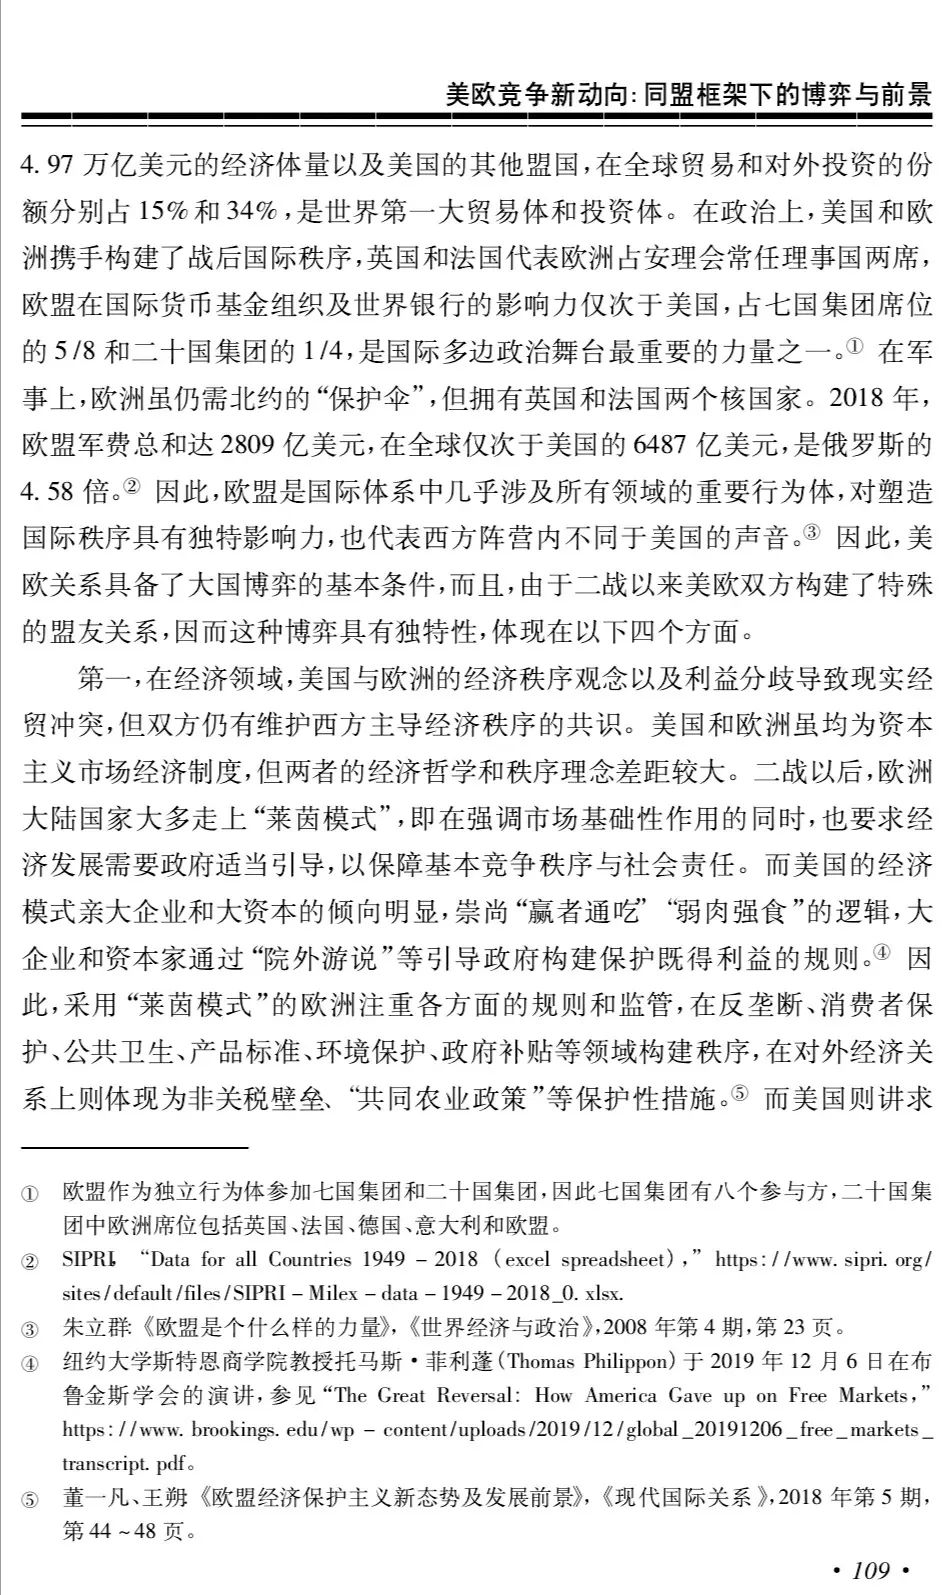 美欧竞争新动向:同盟框架下的博弈与前景
4.97 万亿美元的经济体量以及美国的其他盟国,在全球贸易和对外投资的份
额分别占 15% 和 34%,是世界第一大贸易体和投资体。在政治上,美国和欧
洲携手构建了战后国际秩序,英国和法国代表欧洲占安理会常任理事国两席,
欧盟在国际货币基金组织及世界银行的影响力仅次于美国,占七国集团席位
的 5/8 和二十国集团的 1/4,是国际多边政治舞台最重要的力量之一。① 在军
事上,欧洲虽仍需北约的“保护伞”,但拥有英国和法国两个核国家。2018 年,
欧盟军费总和达 2809 亿美元,在全球仅次于美国的 6487 亿美元,是俄罗斯的
4.58 倍。② 因此,欧盟是国际体系中几乎涉及所有领域的重要行为体,对塑造
国际秩序具有独特影响力,也代表西方阵营内不同于美国的声音。③ 因此,美
欧关系具备了大国博弈的基本条件,而且,由于二战以来美欧双方构建了特殊
的盟友关系,因而这种博弈具有独特性,体现在以下四个方面。
第一,在经济领域,美国与欧洲的经济秩序观念以及利益分歧导致现实经
贸冲突,但双方仍有维护西方主导经济秩序的共识。美国和欧洲虽均为资本
主义市场经济制度,但两者的经济哲学和秩序理念差距较大。二战以后,欧洲
大陆国家大多走上“莱茵模式”,即在强调市场基础性作用的同时,也要求经
济发展需要政府适当引导,以保障基本竞争秩序与社会责任。而美国的经济
模式亲大企业和大资本的倾向明显,崇尚“赢者通吃”“弱肉强食”的逻辑,大
企业和资本家通过“院外游说”等引导政府构建保护既得利益的规则。④ 因
此,采用“莱茵模式”的欧洲注重各方面的规则和监管,在反垄断、消费者保
护、公共卫生、产品标准、环境保护、政府补贴等领域构建秩序,在对外经济关
系上则体现为非关税壁垒、“共同农业政策”等保护性措施。⑤ 而美国则讲求
① 欧盟作为独立行为体参加七国集团和二十国集团,因此七国集团有八个参与方,二十国集
团中欧洲席位包括英国、法国、德国、意大利和欧盟。
② SIPRI, “Data for all Countries 1949 – 2018 (excel spreadsheet),” https://www.sipri.org/
sites/default/files/SIPRI – Milex – data – 1949 – 2018_0.xlsx.
③ 朱立群:《欧盟是个什么样的力量》,《世界经济与政治》,2008 年第 4 期,第 23 页。
④ 纽约大学斯特恩商学院教授托马斯·菲利蓬(Thomas Philippon)于 2019 年 12 月 6 日在布
鲁金斯学会的演讲,参见“The Great Reversal: How America Gave up on Free Markets,”
https://www.brookings.edu/wp – content/uploads/2019/12/global_20191206_free_markets_
transcript.pdf。
⑤ 董一凡、王朔:《欧盟经济保护主义新态势及发展前景》,《现代国际关系》,2018 年第 5 期,
第 44 ~ 48 页。
· 109 ·